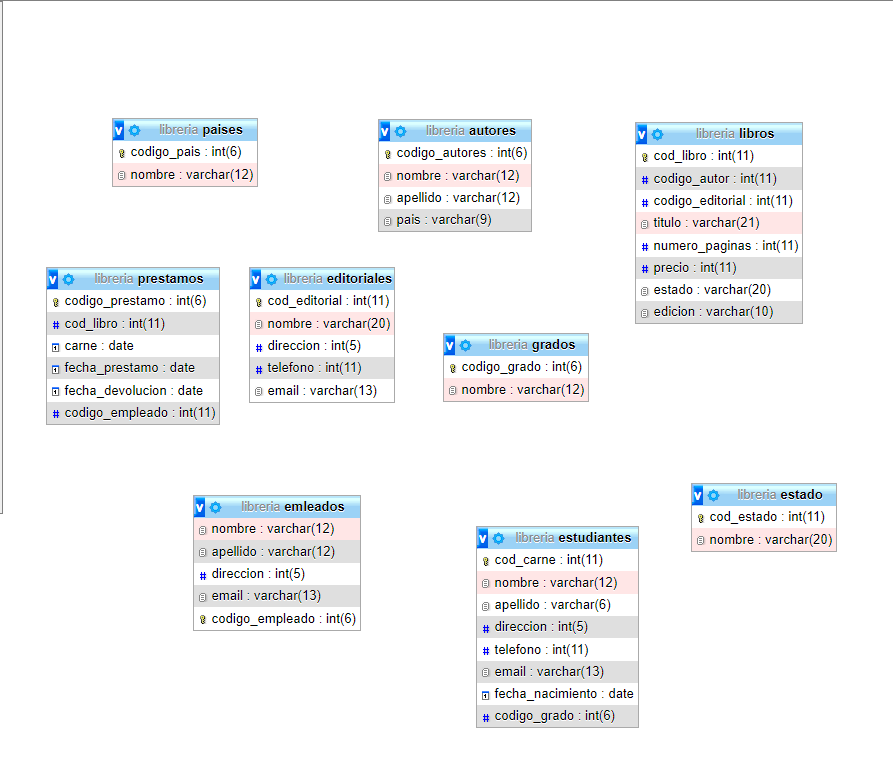 libreria paises
codigo_pais : int(6)
nombre : varchar(12)
libreria autores
codigo_autores : int(6)
nombre : varchar(12)
apellido : varchar(12)
pais : varchar(9)
libreria libros
cod_libro : int(11)
codigo_autor : int(11)
codigo_editorial : int(11)
titulo : varchar(21)
numero_paginas : int(11)
precio : int(11)
estado : varchar(20)
edicion : varchar(10)
libreria prestamos
codigo_prestamo : int(6)
cod_libro : int(11)
carne : date
fecha_prestamo : date
fecha_devolucion : date
codigo_empleado : int(11)
libreria editoriales
cod_editorial : int(11)
nombre : varchar(20)
direccion : int(5)
telefono : int(11)
email : varchar(13)
libreria grados
codigo_grado : int(6)
nombre : varchar(12)
libreria emleados
nombre : varchar(12)
apellido : varchar(12)
direccion : int(5)
email : varchar(13)
codigo_empleado : int(6)
libreria estudiantes
cod_carne : int(11)
nombre : varchar(12)
apellido : varchar(6)
direccion : int(5)
telefono : int(11)
email : varchar(13)
fecha_nacimiento : date
codigo_grado : int(6)
libreria estado
cod_estado : int(11)
nombre : varchar(20)